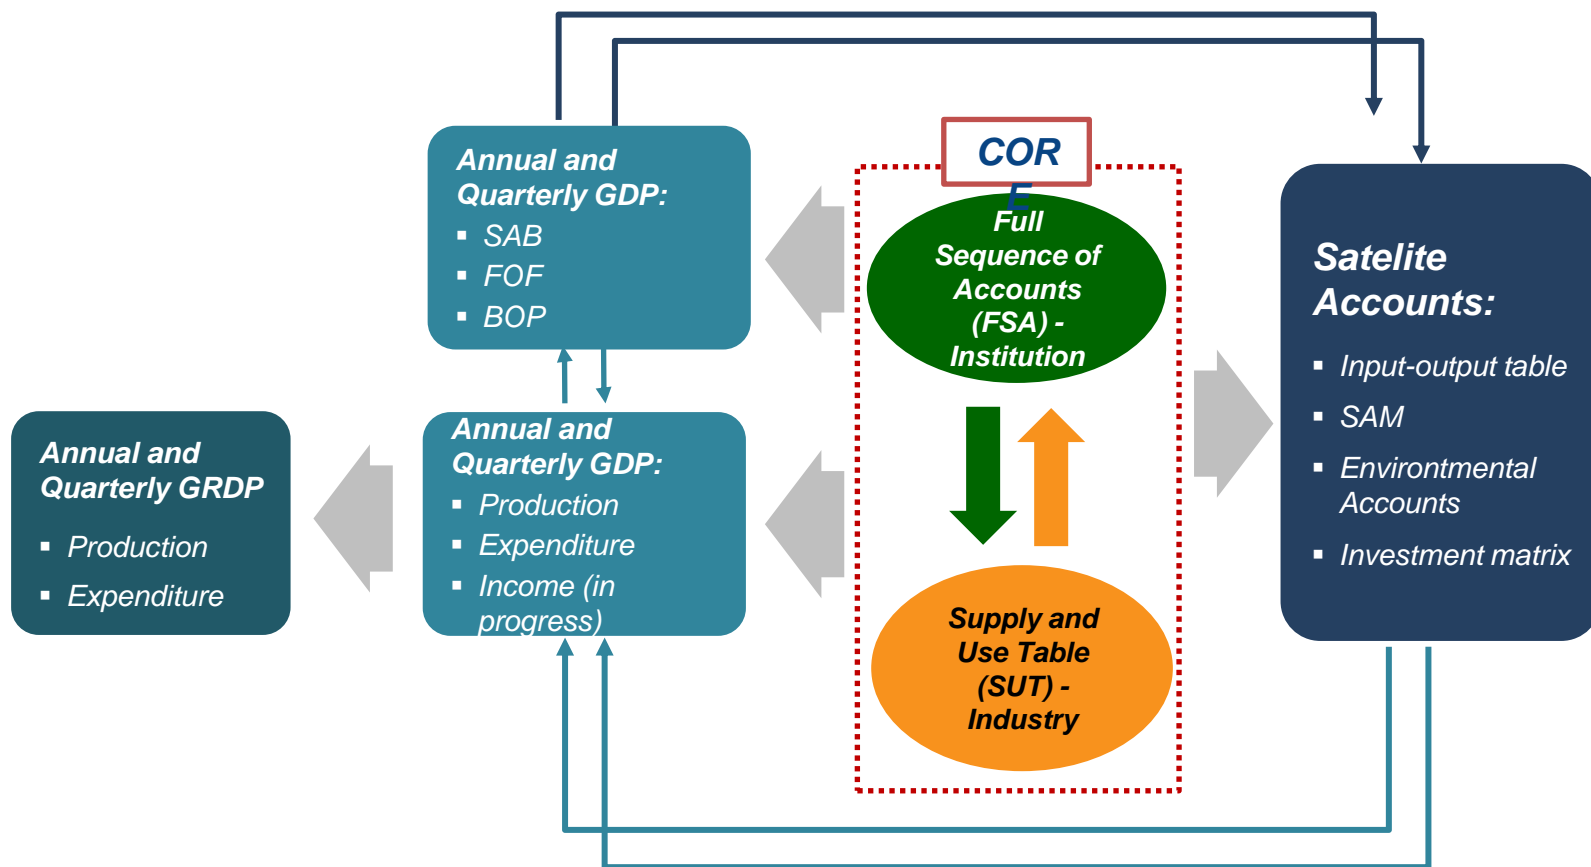 COR
E
Annual and
Quarterly GDP:
▪ SAB
▪ FOF
▪ BOP
Full
Sequence of
Accounts
(FSA) -
Institution
Satelite
Accounts:
▪ Input-output table
▪ SAM
▪ Environtmental
Accounts
▪ Investment matrix
Annual and
Quarterly GRDP
▪ Production
▪ Expenditure
Annual and
Quarterly GDP:
▪ Production
▪ Expenditure
▪ Income (in
progress)
Supply and
Use Table
(SUT) -
Industry